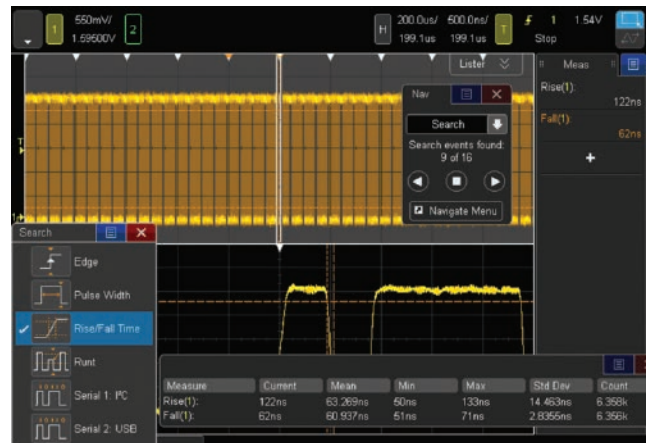 1
550mV/
1.59500V
2
H
200.0us/
199.1us
500.0ns/
199.1us
T
1
1.54V
Stop
Lister
Meas
Rise(1):
122ns
Fall(1):
62ns
+
Nav
Search
Search events found:
9 of 16
Navigate Menu
T
Search
Edge
Pulse Width
Rise/Fall Time
Runt
Serial 1: I²C
Serial 2: USB
Measure Current Mean Min Max Std Dev Count
Rise(1): 122ns 63.269ns 50ns 133ns 14.463ns 6.358k
Fall(1): 62ns 60.937ns 51ns 71ns 2.8355ns 6.356k